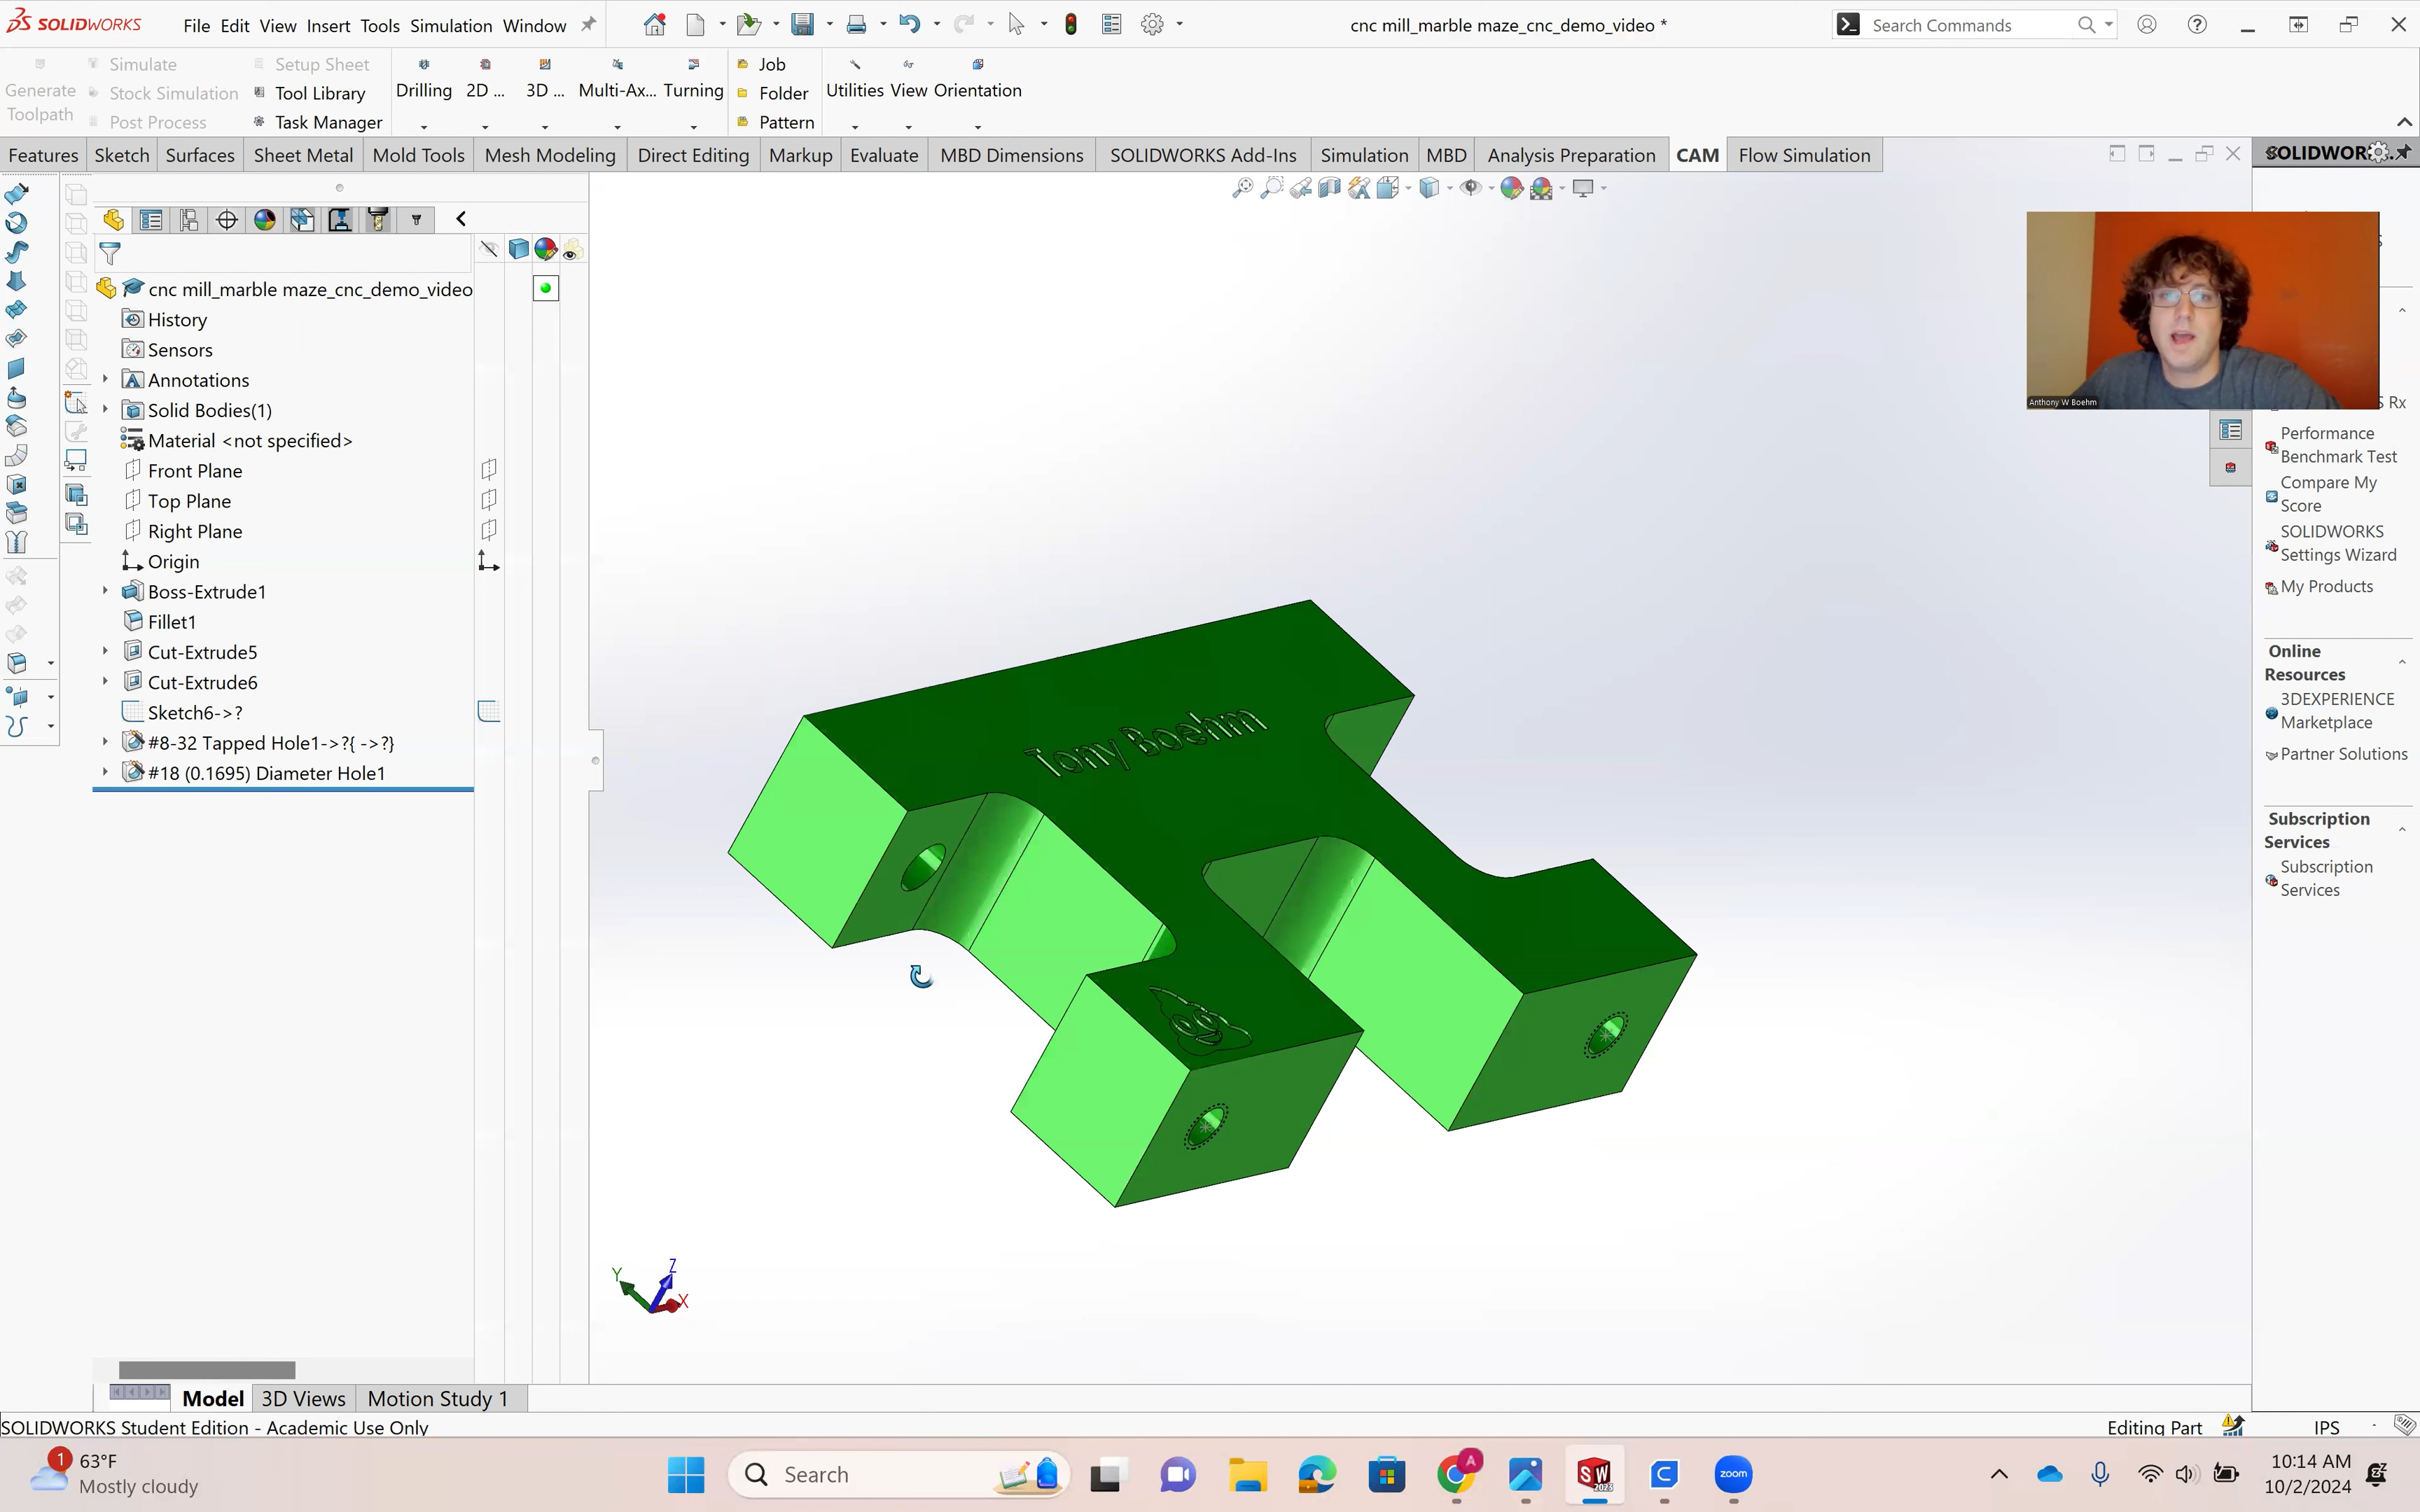 SOLIDWORKS File Edit View Insert Tools Simulation Window
cnc mill_marble maze_cnc_demo_video *
Search Commands
Generate Toolpath
Simulate
Stock Simulation
Post Process
Setup Sheet
Tool Library
Task Manager
Drilling 2D ... 3D ... Multi-Ax... Turning
Job
Folder
Pattern
Utilities View Orientation
Features Sketch Surfaces Sheet Metal Mold Tools Mesh Modeling Direct Editing Markup Evaluate MBD Dimensions SOLIDWORKS Add-Ins Simulation MBD Analysis Preparation CAM Flow Simulation
cnc mill_marble maze_cnc_demo_video
History
Sensors
Annotations
Solid Bodies(1)
Material <not specified>
Front Plane
Top Plane
Right Plane
Origin
Boss-Extrude1
Fillet1
Cut-Extrude5
Cut-Extrude6
Sketch6->?
#8-32 Tapped Hole1->?{ ->?}
#18 (0.1695) Diameter Hole1
Tony Boehm
Y
Z
X
Anthony W Boehm
Rx
Performance
Benchmark Test
Compare My
Score
SOLIDWORKS
Settings Wizard
My Products
Online
Resources
3DEXPERIENCE
Marketplace
Partner Solutions
Subscription
Services
Subscription
Services
Model 3D Views Motion Study 1
SOLIDWORKS Student Edition - Academic Use Only
Editing Part
IPS
-
1
63°F
Mostly cloudy
Search
A
SW
2023
C
zoom
10:14 AM
10/2/2024